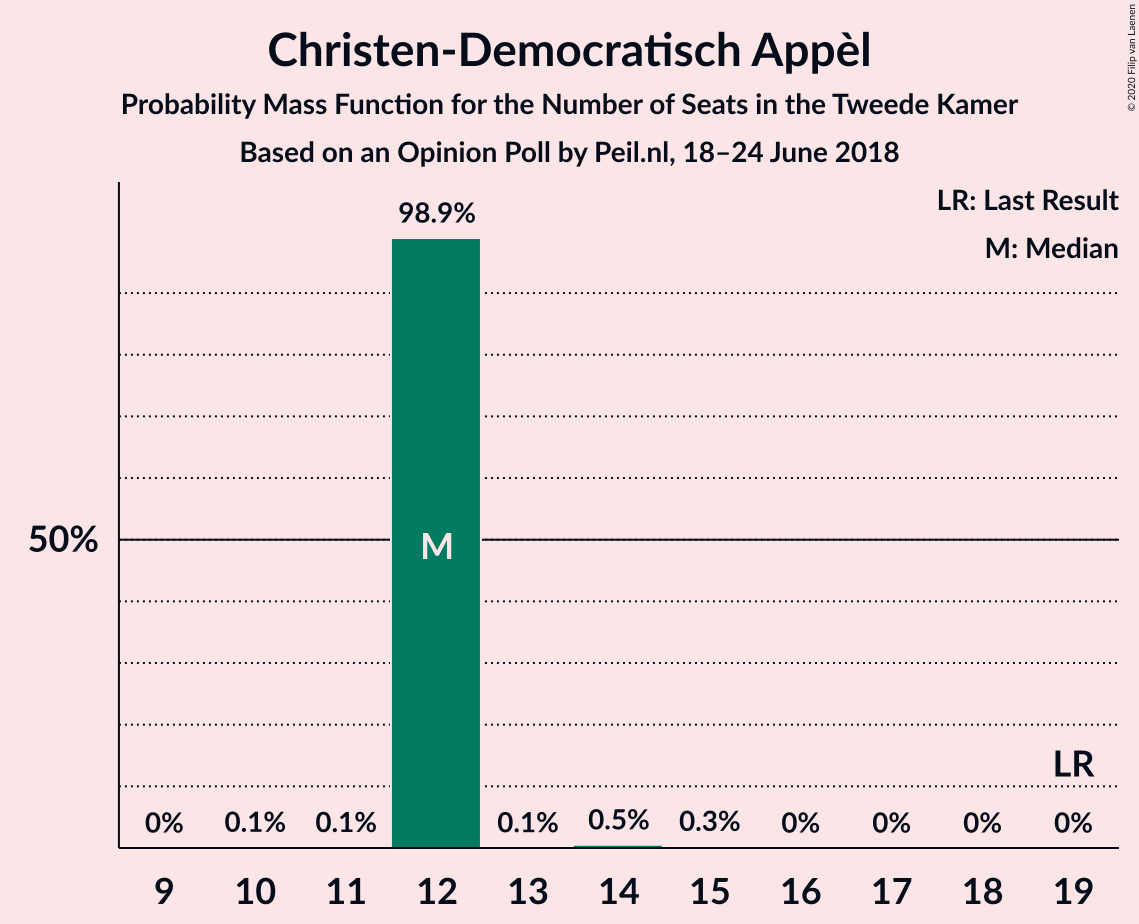 Christen-Democratisch Appèl
Probability Mass Function for the Number of Seats in the Tweede Kamer
Based on an Opinion Poll by Peil.nl, 18–24 June 2018
© 2020 Filip van Laenen
LR: Last Result
M: Median
98.9%
50%
M
LR
0% 0.1% 0.1% 0.1% 0.5% 0.3% 0% 0% 0% 0%
9 10 11 12 13 14 15 16 17 18 19